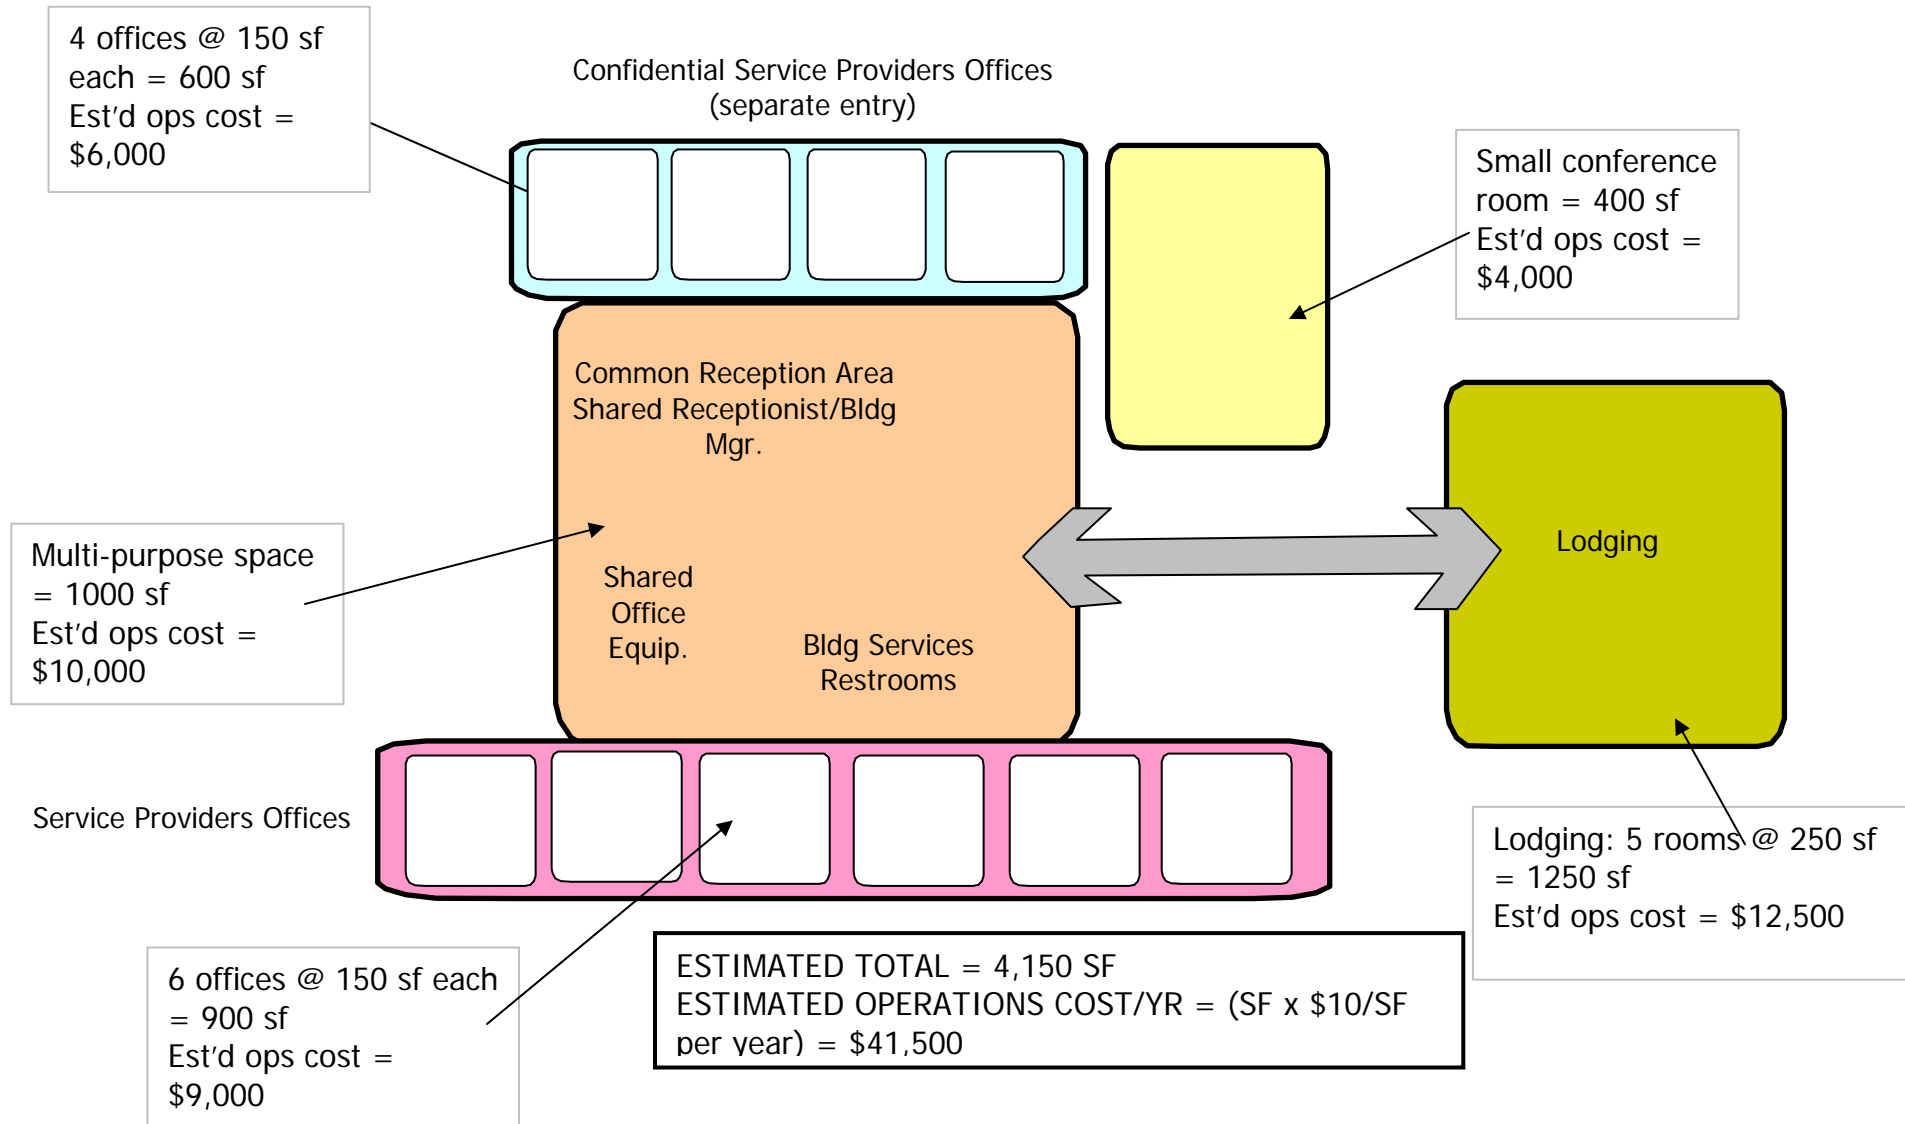 4 offices @ 150 sf
each = 600 sf
Est'd ops cost =
$6,000
Confidential Service Providers Offices
(separate entry)
Small conference
room = 400 sf
Est'd ops cost =
$4,000
Common Reception Area
Shared Receptionist/Bldg
Mgr.
Multi-purpose space
= 1000 sf
Est'd ops cost =
$10,000
Shared
Office
Equip.
Bldg Services
Restrooms
Lodging
Service Providers Offices
Lodging: 5 rooms @ 250 sf
= 1250 sf
Est'd ops cost = $12,500
6 offices @ 150 sf each
= 900 sf
Est'd ops cost =
$9,000
ESTIMATED TOTAL = 4,150 SF
ESTIMATED OPERATIONS COST/YR = (SF x $10/SF
per year) = $41,500